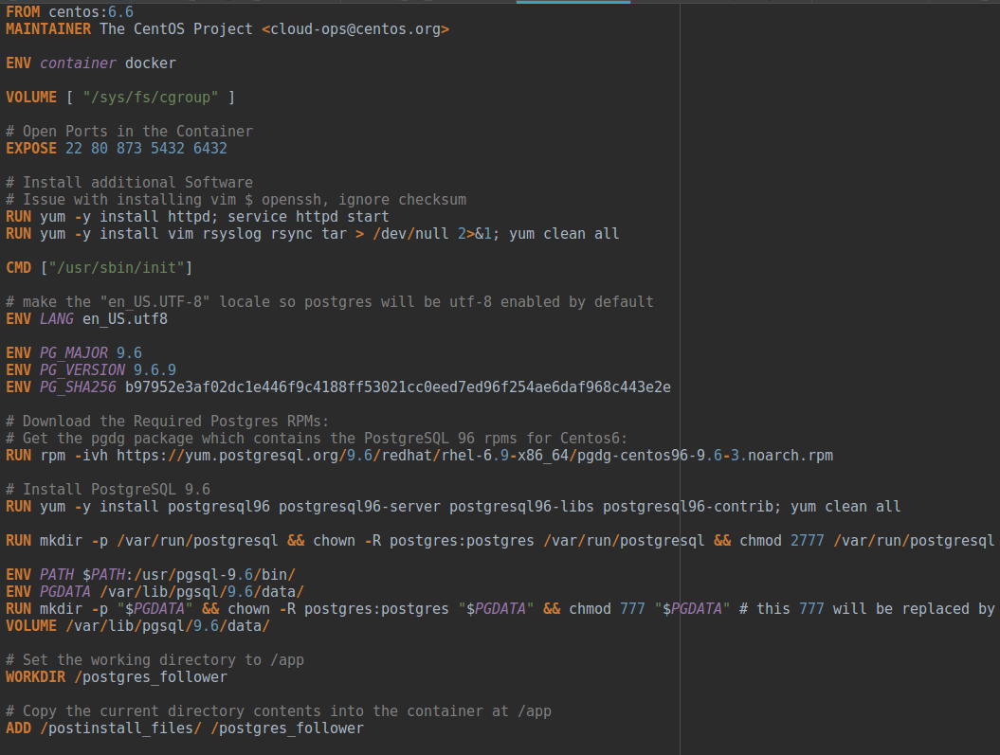 FROM centos:6.6
MAINTAINER The CentOS Project <cloud-ops@centos.org>
ENV container docker
VOLUME [ "/sys/fs/cgroup" ]
# Open Ports in the Container
EXPOSE 22 80 873 5432 6432
# Install additional Software
# Issue with installing vim $ openssh, ignore checksum
RUN yum -y install httpd; service httpd start
RUN yum -y install vim rsyslog rsync tar > /dev/null 2>&1; yum clean all
CMD ["/usr/sbin/init"]
# make the "en_US.UTF-8" locale so postgres will be utf-8 enabled by default
ENV LANG en_US.utf8
ENV PG_MAJOR 9.6
ENV PG_VERSION 9.6.9
ENV PG_SHA256 b97952e3af02dc1e446f9c4188ff53021cc0eed7ed96f254ae6daf968c443e2e
# Download the Required Postgres RPMs:
# Get the pgdg package which contains the PostgreSQL 96 rpms for Centos6:
RUN rpm -ivh https://yum.postgresql.org/9.6/redhat/rhel-6.9-x86_64/pgdg-centos96-9.6-3.noarch.rpm
# Install PostgreSQL 9.6
RUN yum -y install postgresql96 postgresql96-server postgresql96-libs postgresql96-contrib; yum clean all
RUN mkdir -p /var/run/postgresql && chown -R postgres:postgres /var/run/postgresql && chmod 2777 /var/run/postgresql
ENV PATH $PATH:/usr/pgsql-9.6/bin/
ENV PGDATA /var/lib/pgsql/9.6/data/
RUN mkdir -p "$PGDATA" && chown -R postgres:postgres "$PGDATA" && chmod 777 "$PGDATA" # this 777 will be replaced by
VOLUME /var/lib/pgsql/9.6/data/
# Set the working directory to /app
WORKDIR /postgres_follower
# Copy the current directory contents into the container at /app
ADD /postinstall_files/ /postgres_follower